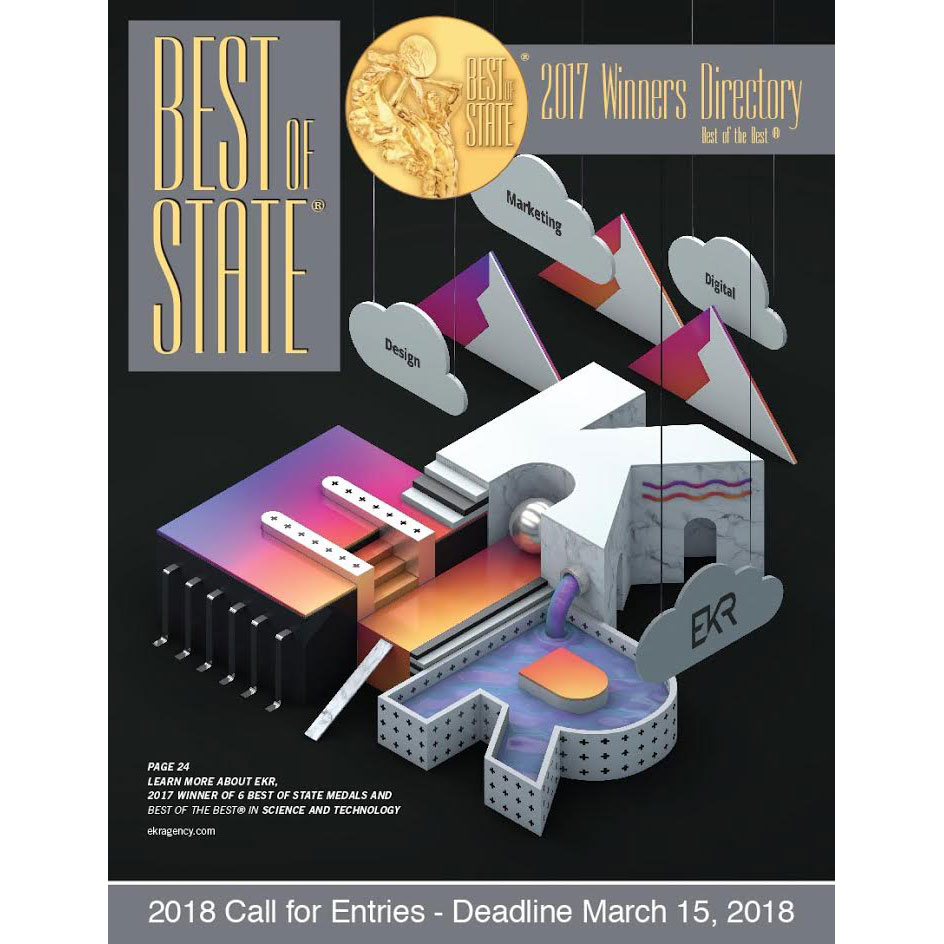 BEST OF
STATE®
BEST OF
STATE
®
2017 Winners Directory
Best of the Best ®
Marketing
Digital
Design
EKR
PAGE 24
LEARN MORE ABOUT EKR,
2017 WINNER OF 6 BEST OF STATE MEDALS AND
BEST OF THE BEST® IN SCIENCE AND TECHNOLOGY
ekragency.com
2018 Call for Entries - Deadline March 15, 2018